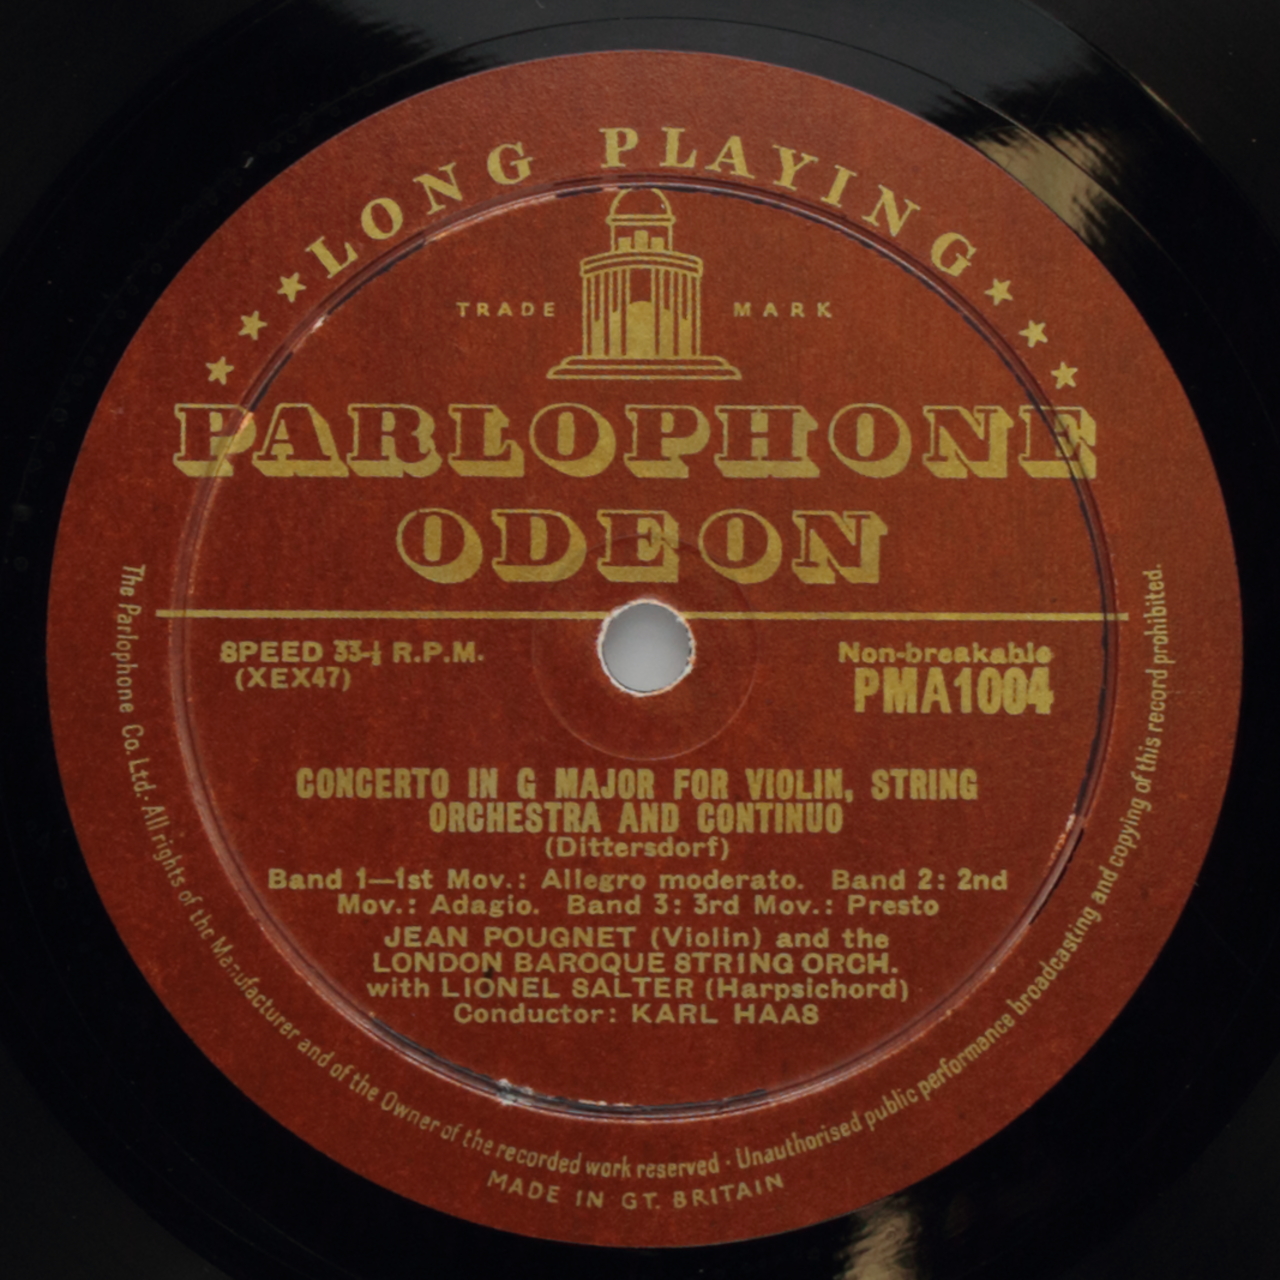 LONG PLAYING
TRADE MARK
PARLOPHONE
ODEON
SPEED 33-⅓ R.P.M.
(XEX47)
Non-breakable
PMA1004
CONCERTO IN G MAJOR FOR VIOLIN, STRING
ORCHESTRA AND CONTINUO
(Dittersdorf)
Band 1—1st Mov.: Allegro moderato. Band 2: 2nd
Mov.: Adagio. Band 3: 3rd Mov.: Presto
JEAN POUGNET (Violin) and the
LONDON BAROQUE STRING ORCH.
with LIONEL SALTER (Harpsichord)
Conductor: KARL HAAS
The Parlophone Co. Ltd. All rights of the Manufacturer and of the Owner of the recorded work reserved · Unauthorised public performance broadcasting and copying of this record prohibited.
MADE IN GT. BRITAIN